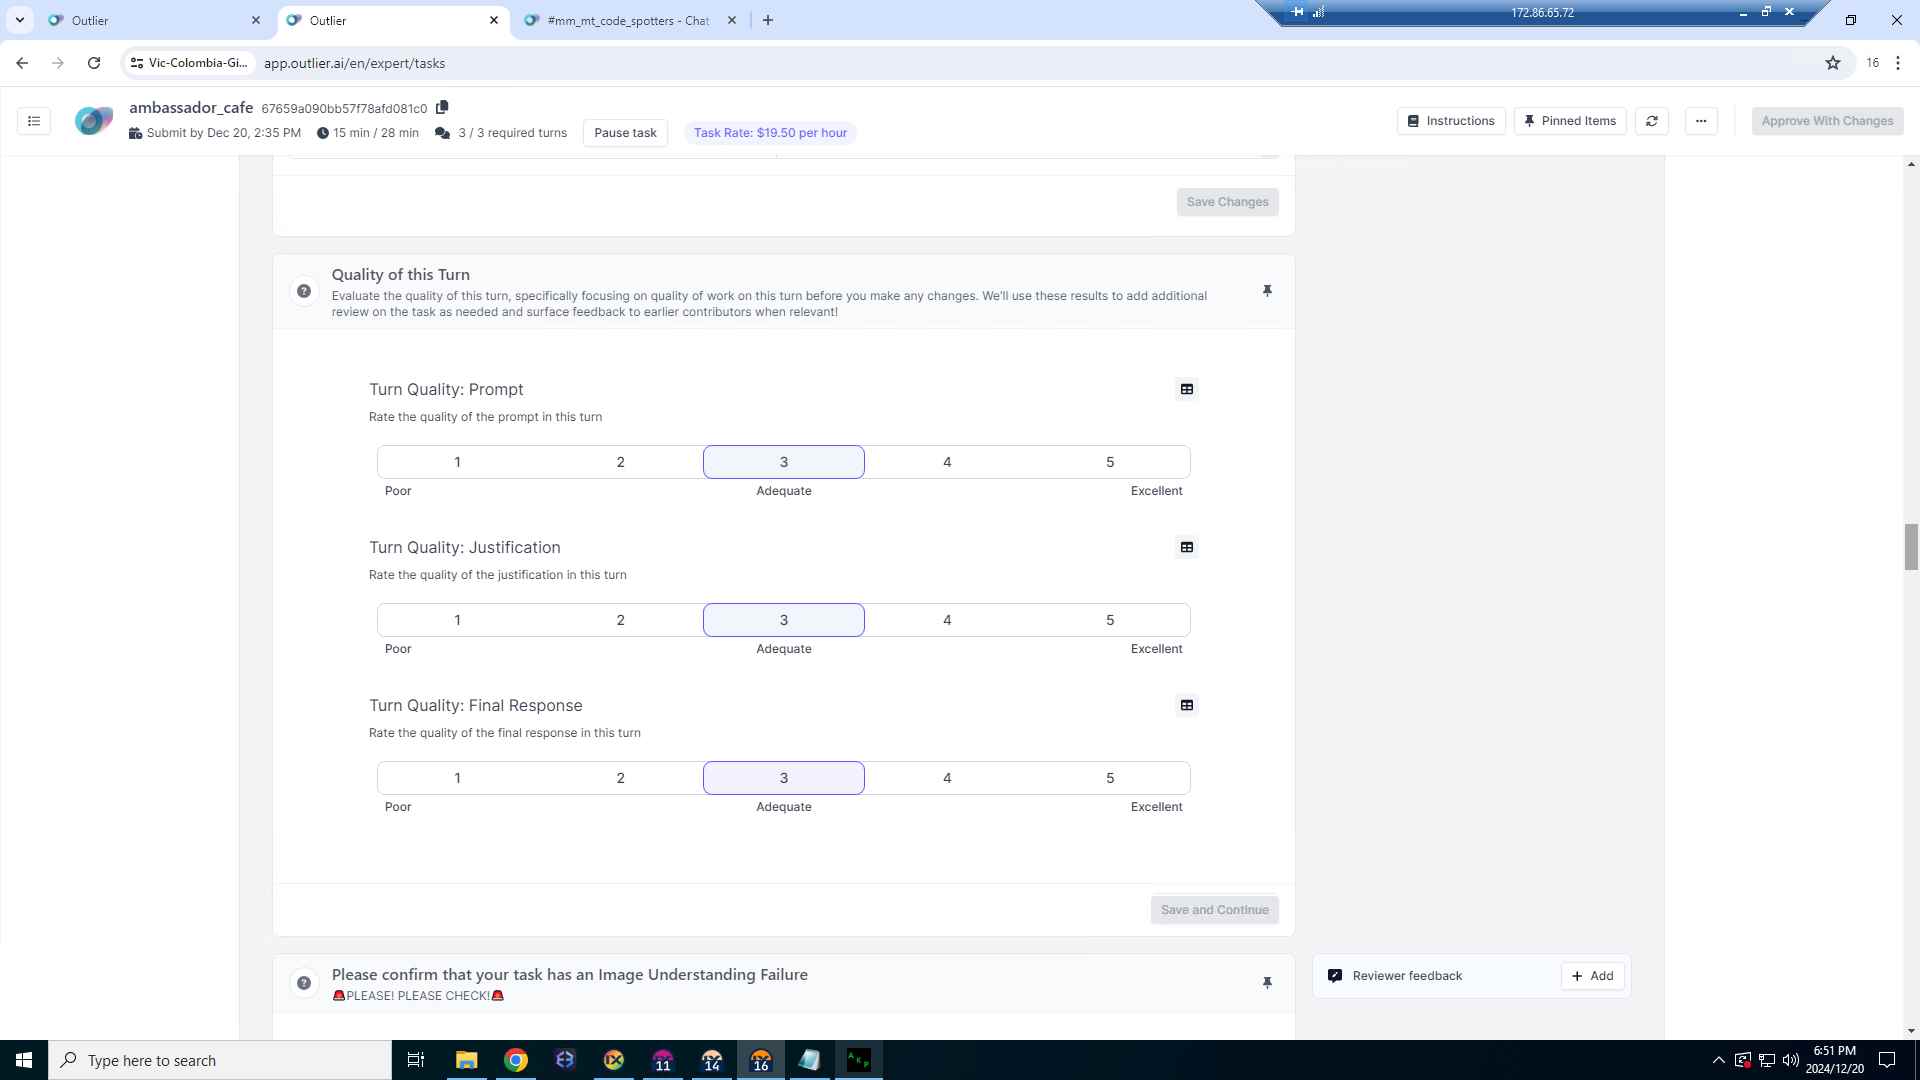 Outlier
Outlier
#mm_mt_code_spotters - Chat
172.86.65.72
Vic-Colombia-Gi...
app.outlier.ai/en/expert/tasks
16
ambassador_cafe
67659a090bb57f78afd081c0
Submit by Dec 20, 2:35 PM
15 min / 28 min
3 / 3 required turns
Pause task
Task Rate: $19.50 per hour
Instructions
Pinned Items
Approve With Changes
Save Changes
Quality of this Turn
Evaluate the quality of this turn, specifically focusing on quality of work on this turn before you make any changes. We'll use these results to add additional
review on the task as needed and surface feedback to earlier contributors when relevant!
Turn Quality: Prompt
Rate the quality of the prompt in this turn
1 2 3 4 5
Poor Adequate Excellent
Turn Quality: Justification
Rate the quality of the justification in this turn
1 2 3 4 5
Poor Adequate Excellent
Turn Quality: Final Response
Rate the quality of the final response in this turn
1 2 3 4 5
Poor Adequate Excellent
Save and Continue
Please confirm that your task has an Image Understanding Failure
🚨PLEASE! PLEASE CHECK!🚨
Reviewer feedback
+ Add
Type here to search
11
14
16
6:51 PM
2024/12/20